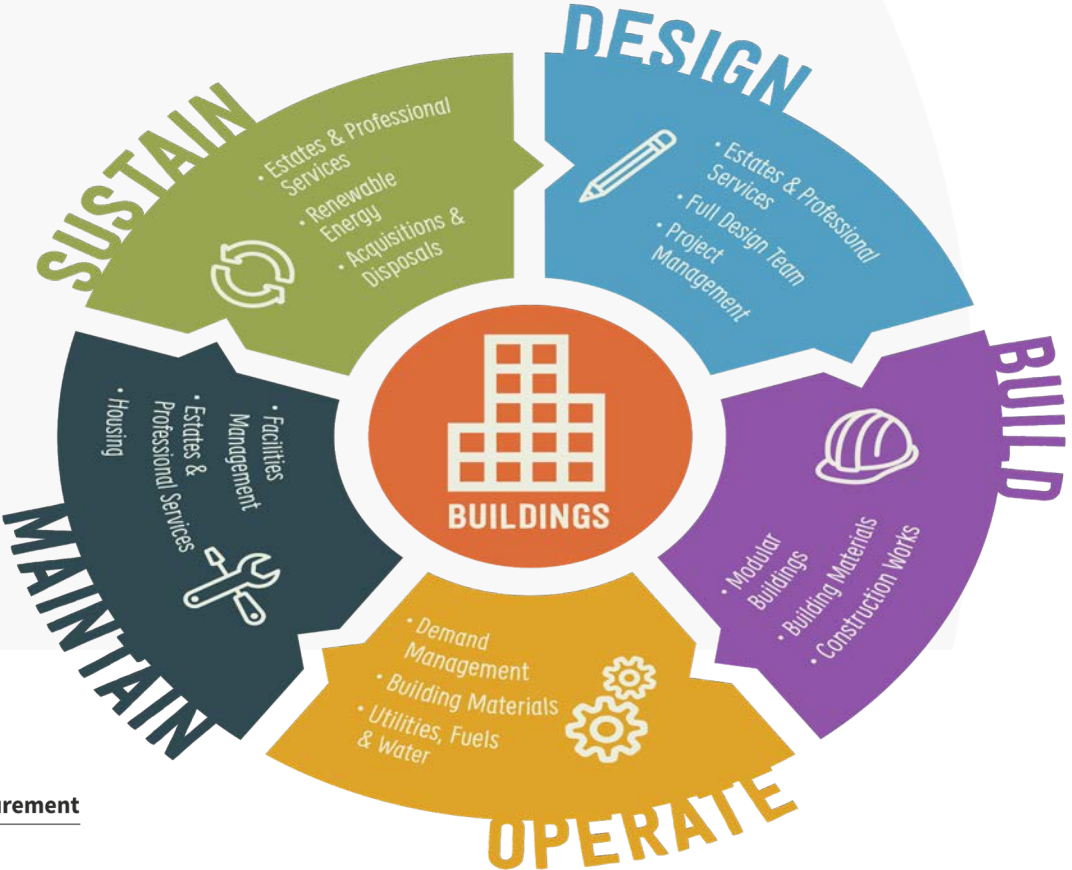 DESIGN
• Estates & Professional
Services
• Full Design Team
• Project
Management
BUILD
• Modular
Buildings
• Building Materials
• Construction Works
OPERATE
• Demand
Management
• Building Materials
• Utilities, Fuels
& Water
MAINTAIN
• Facilities
Management
• Estates &
Professional Services
• Housing
SUSTAIN
• Estates & Professional
Services
• Renewable
Energy
• Acquisitions &
Disposals
BUILDINGS
urement